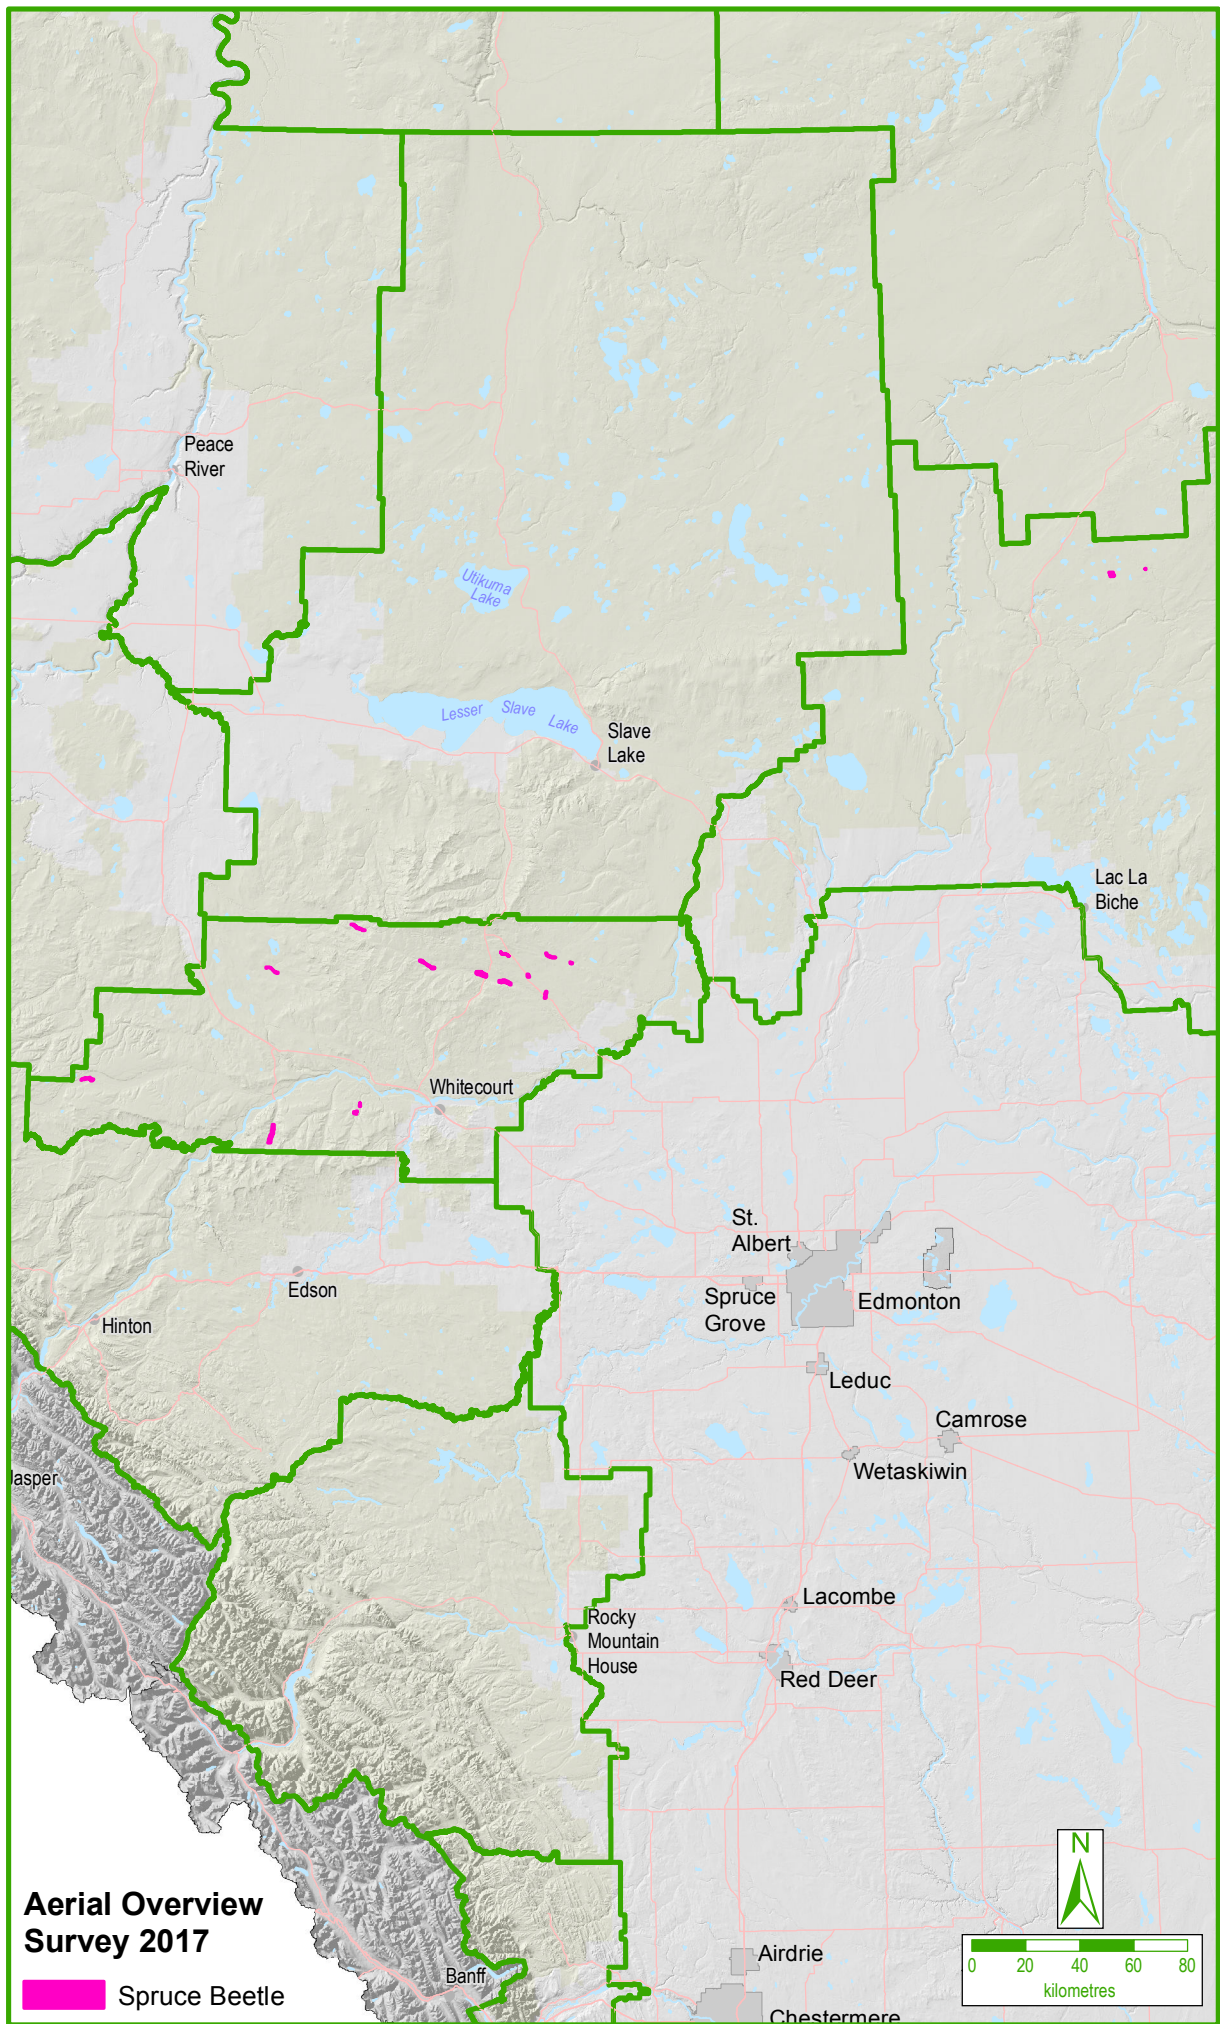 Peace
River
Utikuma
Lake
Lesser Slave Lake
Slave
Lake
Lac La
Biche
Whitecourt
St.
Albert
Edson
Spruce
Grove
Edmonton
Hinton
Leduc
Camrose
Wetaskiwin
Jasper
Lacombe
Rocky
Mountain
House
Red Deer
N
Aerial Overview
Survey 2017
Airdrie
0 20 40 60 80
kilometres
Banff
Spruce Beetle
Chestermere